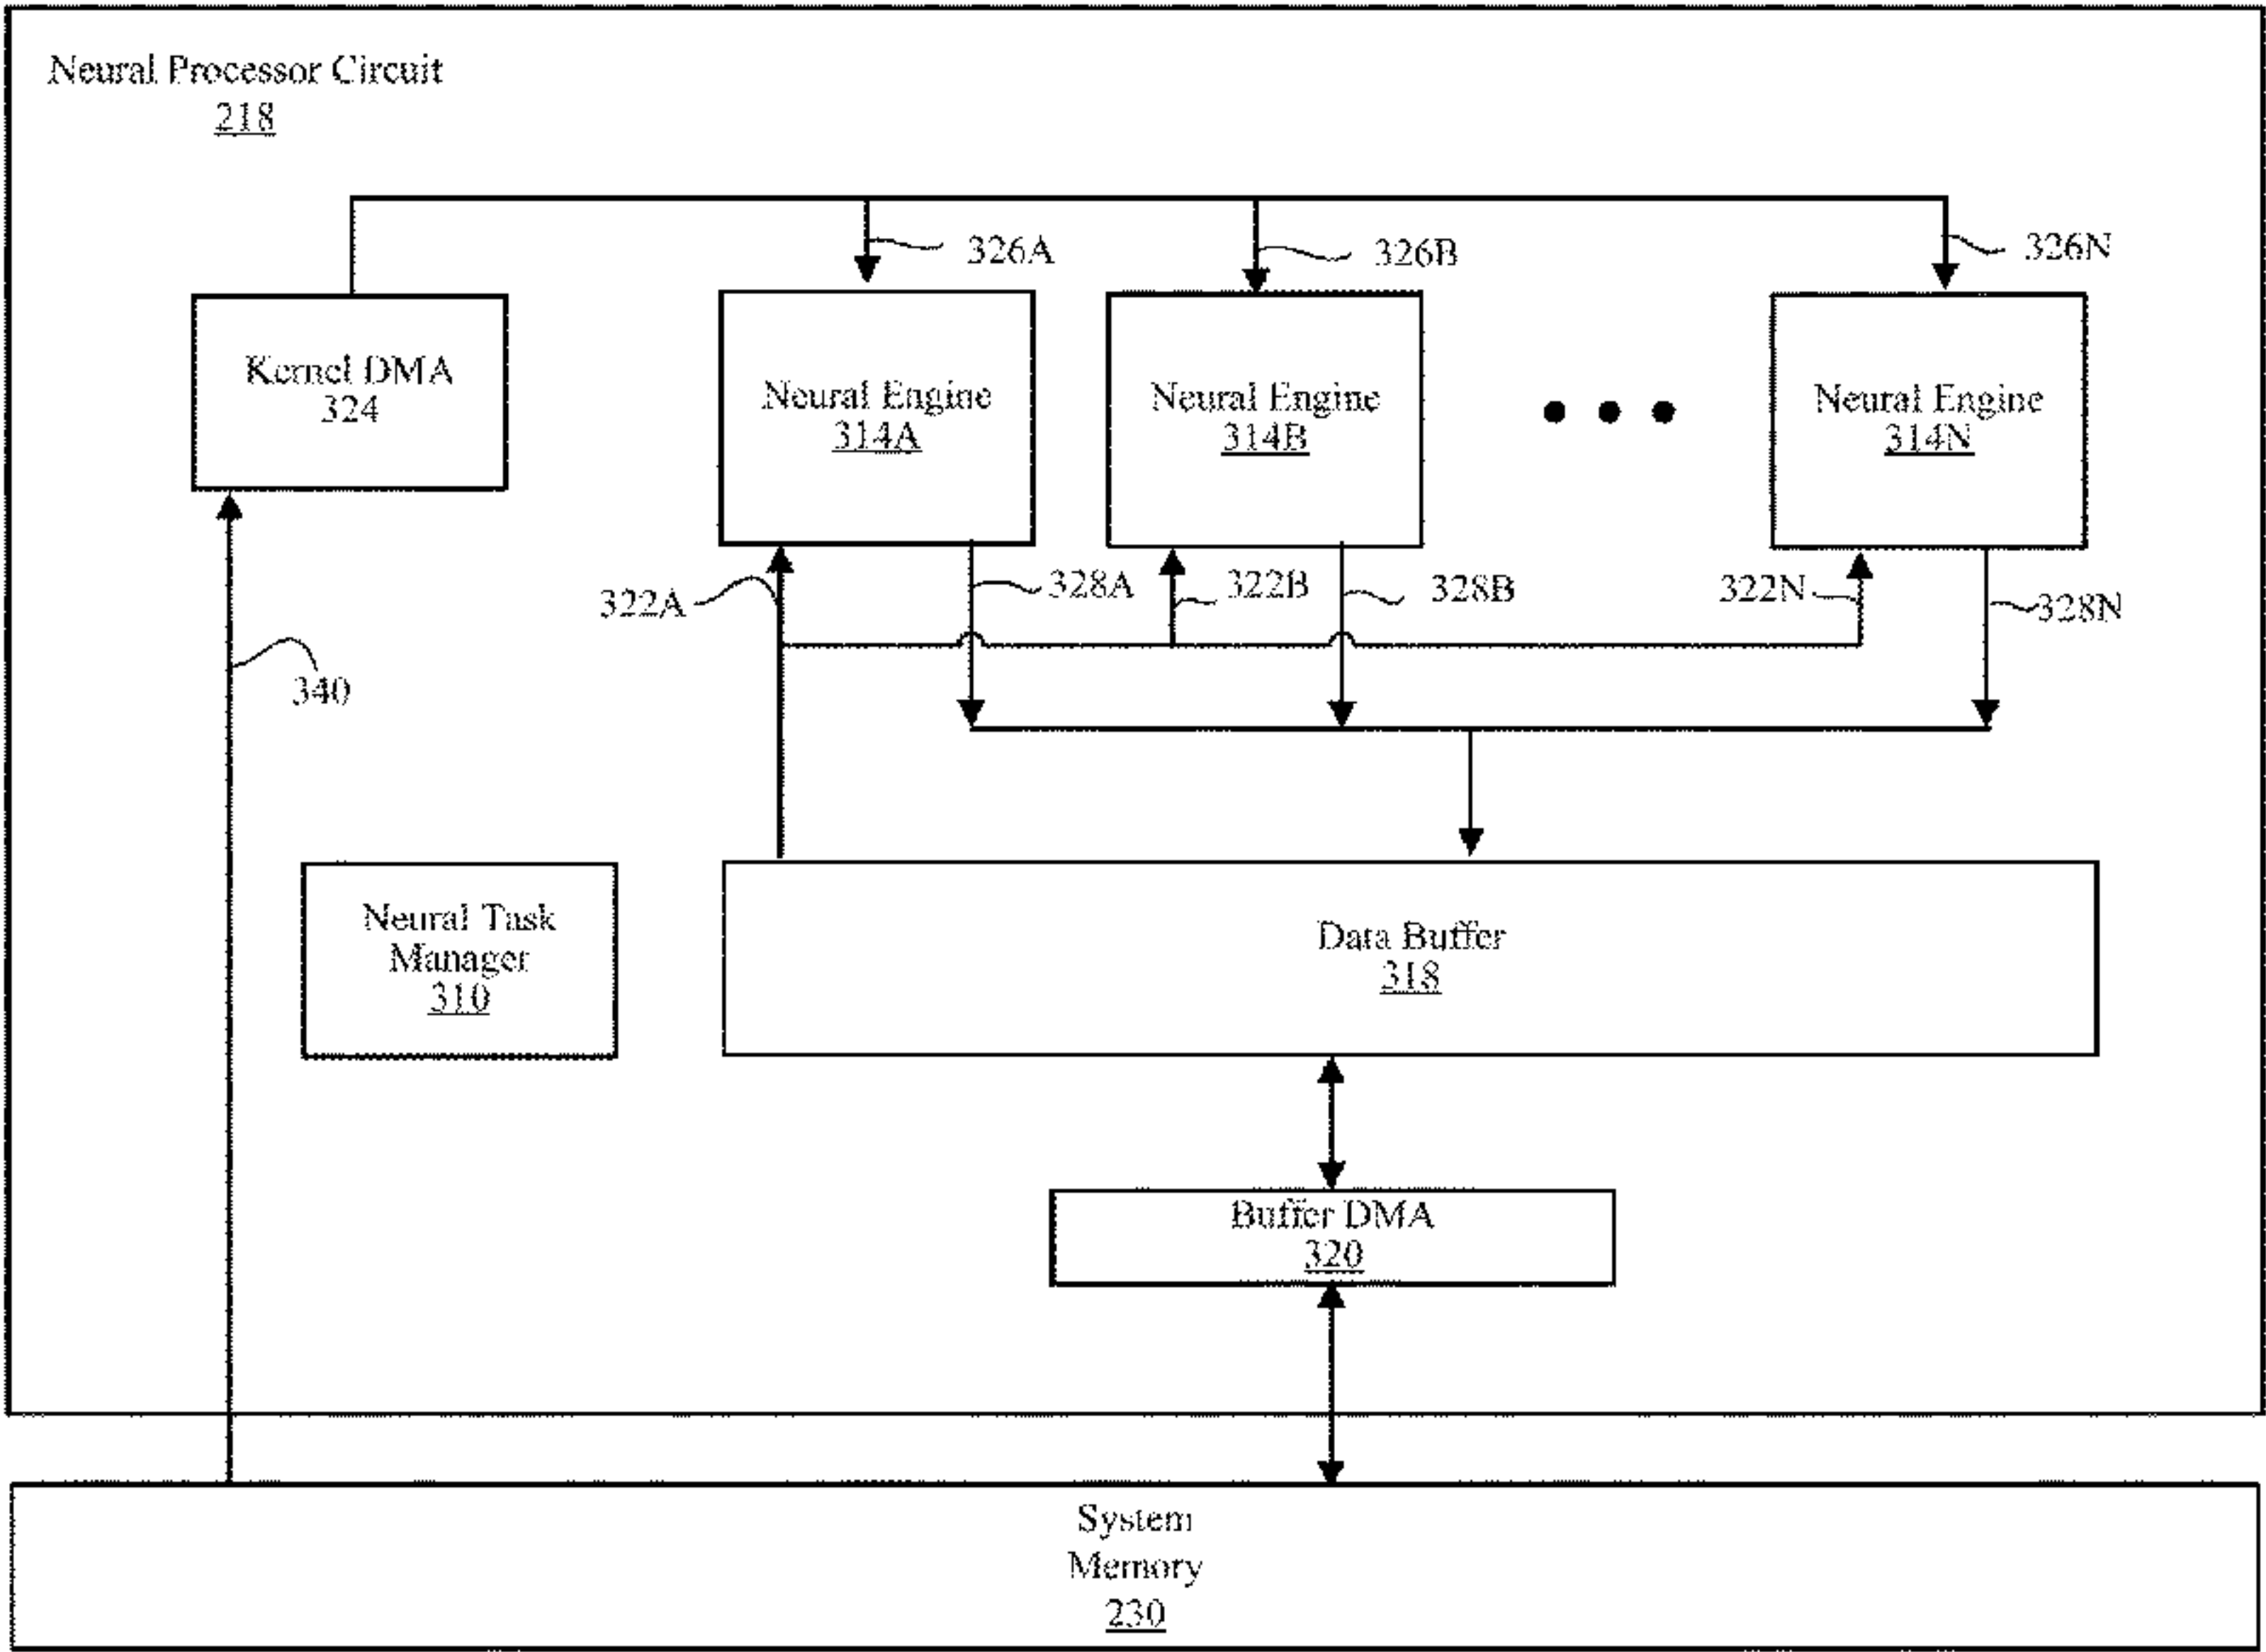 Neural Processor Circuit
218
326A
326B
326N
Kernel DMA
324
Neural Engine
314A
Neural Engine
314B
Neural Engine
314N
322A
328A
322B
328B
322N
328N
340
Neural Task
Manager
310
Data Buffer
318
Buffer DMA
320
System
Memory
230